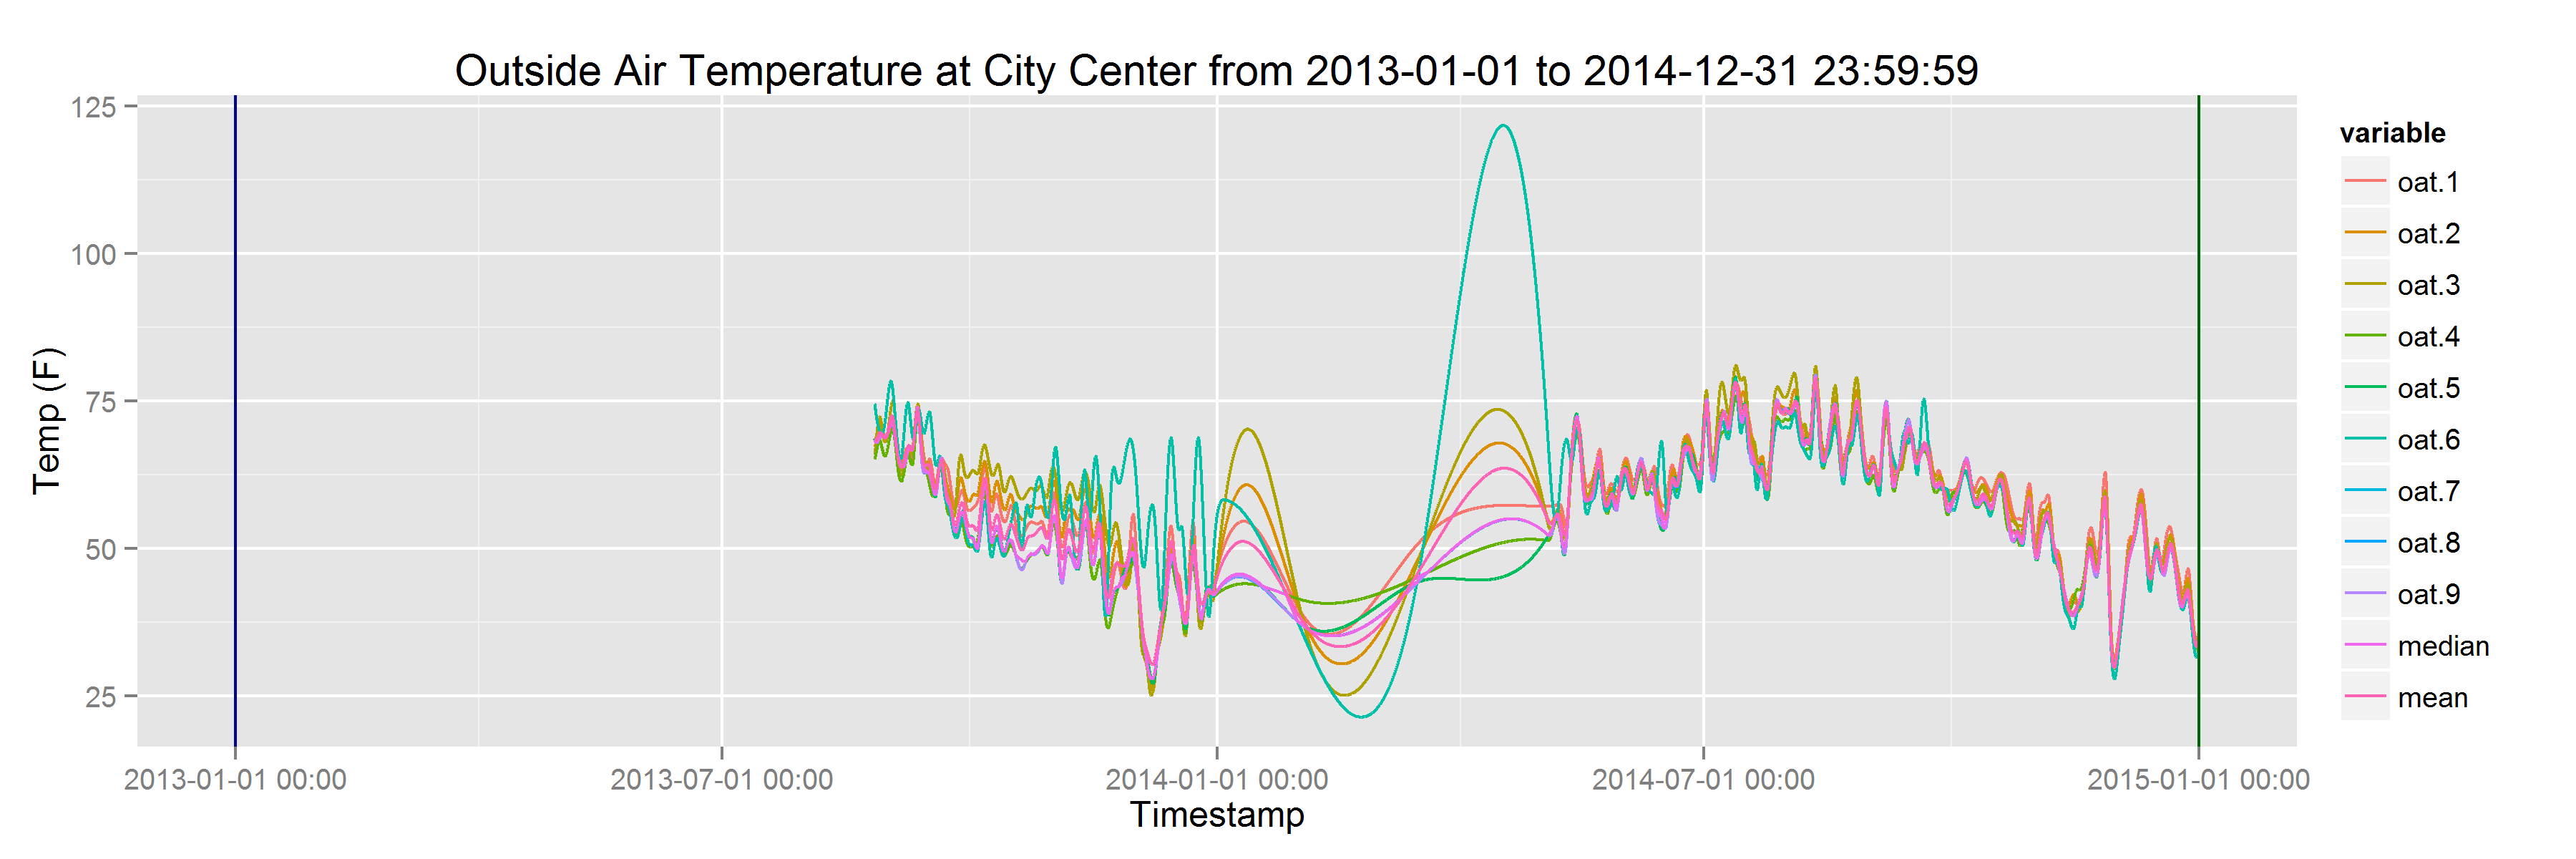 Outside Air Temperature at City Center from 2013-01-01 to 2014-12-31 23:59:59
Temp (F)
125
100
75
50
25
2013-01-01 00:00
2013-07-01 00:00
2014-01-01 00:00
2014-07-01 00:00
2015-01-01 00:00
Timestamp
variable
oat.1
oat.2
oat.3
oat.4
oat.5
oat.6
oat.7
oat.8
oat.9
median
mean